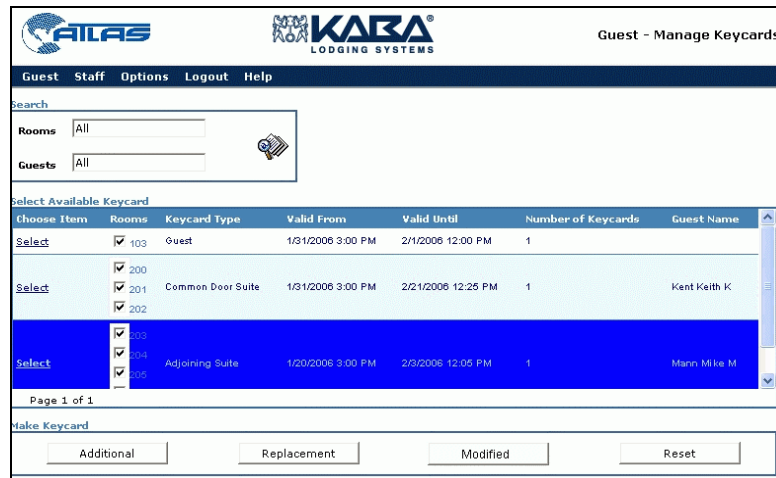 ATLAS
KABA®
LODGING SYSTEMS
Guest - Manage Keycards
Guest Staff Options Logout Help
Search
Rooms All
Guests All
Select Available Keycard
Choose Item Rooms Keycard Type Valid From Valid Until Number of Keycards Guest Name
Select 103 Guest 1/31/2006 3:00 PM 2/1/2006 12:00 PM 1
200
Select 201 Common Door Suite 1/31/2006 3:00 PM 2/21/2006 12:25 PM 1 Kent Keith K
202
203
204
Select Adjoining Suite 1/20/2006 3:00 PM 2/3/2006 12:05 PM 1 Mann Mike M
205
Page 1 of 1
Make Keycard
Additional Replacement Modified Reset